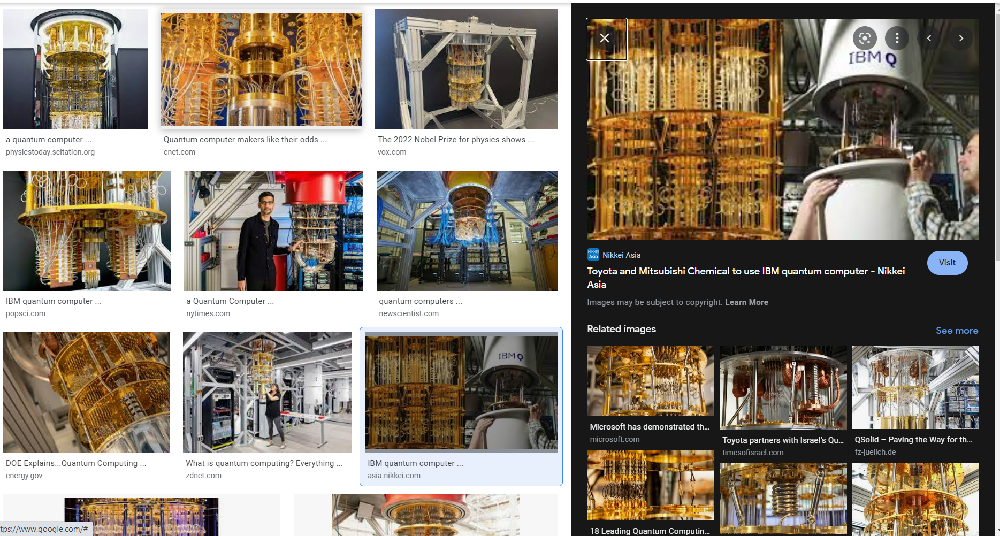 a quantum computer ...
physicstoday.scitation.org
Quantum computer makers like their odds ...
cnet.com
The 2022 Nobel Prize for physics shows ...
vox.com
IBM quantum computer ...
popsci.com
a Quantum Computer ...
nytimes.com
quantum computers ...
newscientist.com
DOE Explains...Quantum Computing ...
energy.gov
What is quantum computing? Everything ...
zdnet.com
IBM Q
IBM quantum computer ...
asia.nikkei.com
tps://www.google.com/#
IBM Q
NIKKEI
Asia
Nikkei Asia
Visit
Toyota and Mitsubishi Chemical to use IBM quantum computer - Nikkei
Asia
Images may be subject to copyright. Learn More
Related images
See more
Microsoft has demonstrated th...
microsoft.com
Toyota partners with Israel's Qu...
timesofisrael.com
QSolid – Paving the Way for th...
fz-juelich.de
18 Leading Quantum Computin...